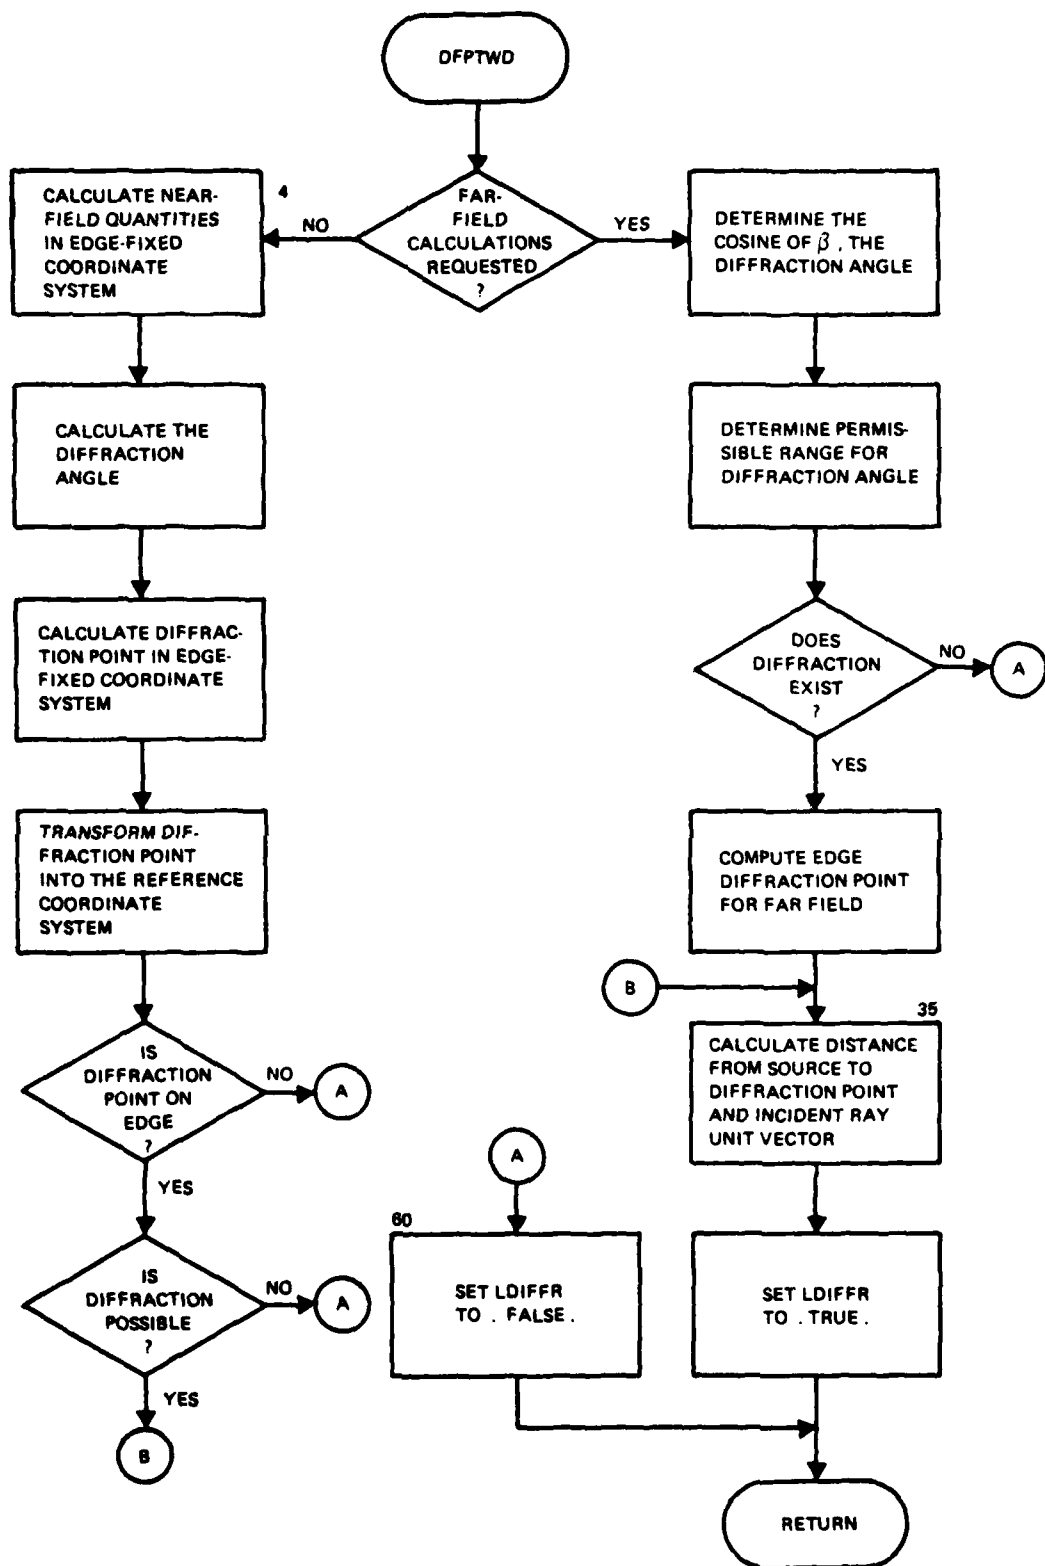 DFPTWD
FAR-
FIELD
CALCULATIONS
REQUESTED
?
NO
YES
4
CALCULATE NEAR-
FIELD QUANTITIES
IN EDGE-FIXED
COORDINATE
SYSTEM
CALCULATE THE
DIFFRACTION
ANGLE
CALCULATE DIFFRAC-
TION POINT IN EDGE-
FIXED COORDINATE
SYSTEM
TRANSFORM DIF-
FRACTION POINT
INTO THE REFERENCE
COORDINATE
SYSTEM
IS
DIFFRACTION
POINT ON
EDGE
?
NO
A
YES
IS
DIFFRACTION
POSSIBLE
?
NO
A
YES
B
DETERMINE THE
COSINE OF β , THE
DIFFRACTION ANGLE
DETERMINE PERMIS-
SIBLE RANGE FOR
DIFFRACTION ANGLE
DOES
DIFFRACTION
EXIST
?
NO
A
YES
COMPUTE EDGE
DIFFRACTION POINT
FOR FAR FIELD
B
35
CALCULATE DISTANCE
FROM SOURCE TO
DIFFRACTION POINT
AND INCIDENT RAY
UNIT VECTOR
A
60
SET LDIFFR
TO . FALSE .
SET LDIFFR
TO . TRUE .
RETURN